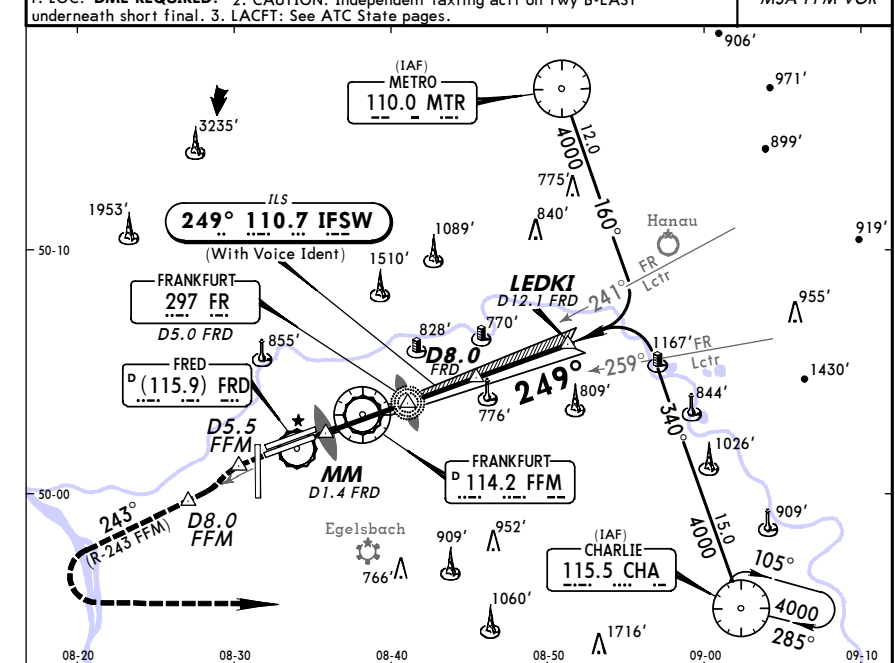 1. LOC: DME REQUIRED. 2. CAUTION: Independent taxiing acft on rwy 8-EAST
underneath short final. 3. LACFT: See ATC State pages.
MSA FFM VOR
906'
(IAF)
METRO
110.0 MTR
971'
3235'
12.0
4000
899'
775'
1953'
ILS
249° 110.7 IFSW
(With Voice Ident)
1089'
840'
160°
Hanau
919'
50-10
1510'
FR
Lctr
241°
LEDKI
D12.1 FRD
FRANKFURT
297 FR
D5.0 FRD
955'
828'
770'
1167'
FR
Lctr
259°
855'
D8.0
FRD
249°
1430'
FRED
D (115.9) FRD
776'
809'
844'
340°
D5.5
FFM
1026'
MM
D1.4 FRD
FRANKFURT
D 114.2 FFM
50-00
D8.0
FFM
243°
(R-243 FFM)
Egelsbach
909'
952'
15.0
4000
909'
766'
(IAF)
CHARLIE
115.5 CHA
105°
4000
285°
1060'
1716'
08-20
08-30
08-40
08-50
09-00
09-10